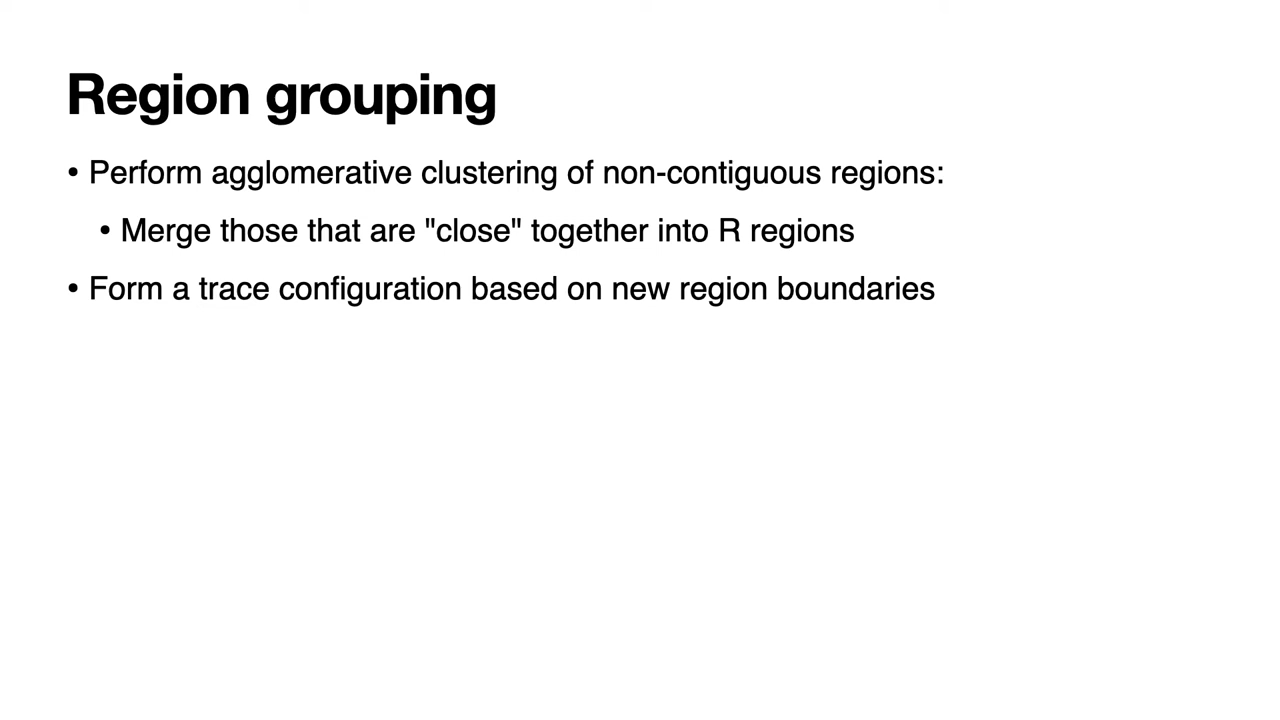 Region grouping
• Perform agglomerative clustering of non-contiguous regions:
• Merge those that are "close" together into R regions
• Form a trace configuration based on new region boundaries